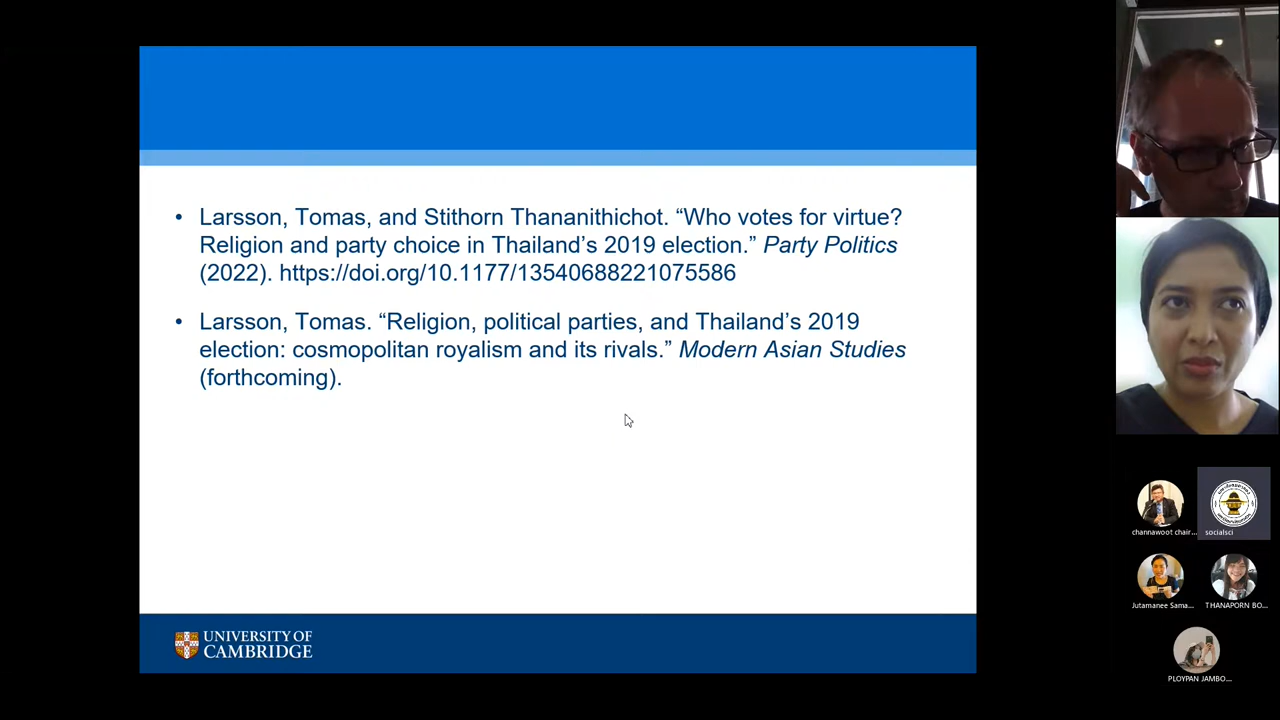 • Larsson, Tomas, and Stithorn Thananithichot. “Who votes for virtue?
Religion and party choice in Thailand’s 2019 election.” Party Politics
(2022). https://doi.org/10.1177/13540688221075586
• Larsson, Tomas. “Religion, political parties, and Thailand’s 2019
election: cosmopolitan royalism and its rivals.” Modern Asian Studies
(forthcoming).
UNIVERSITY OF
CAMBRIDGE
channawoot chair...
socialsci
Jutamanee Sama...
THANAPORN BO...
PLOYPAN JAMBO...